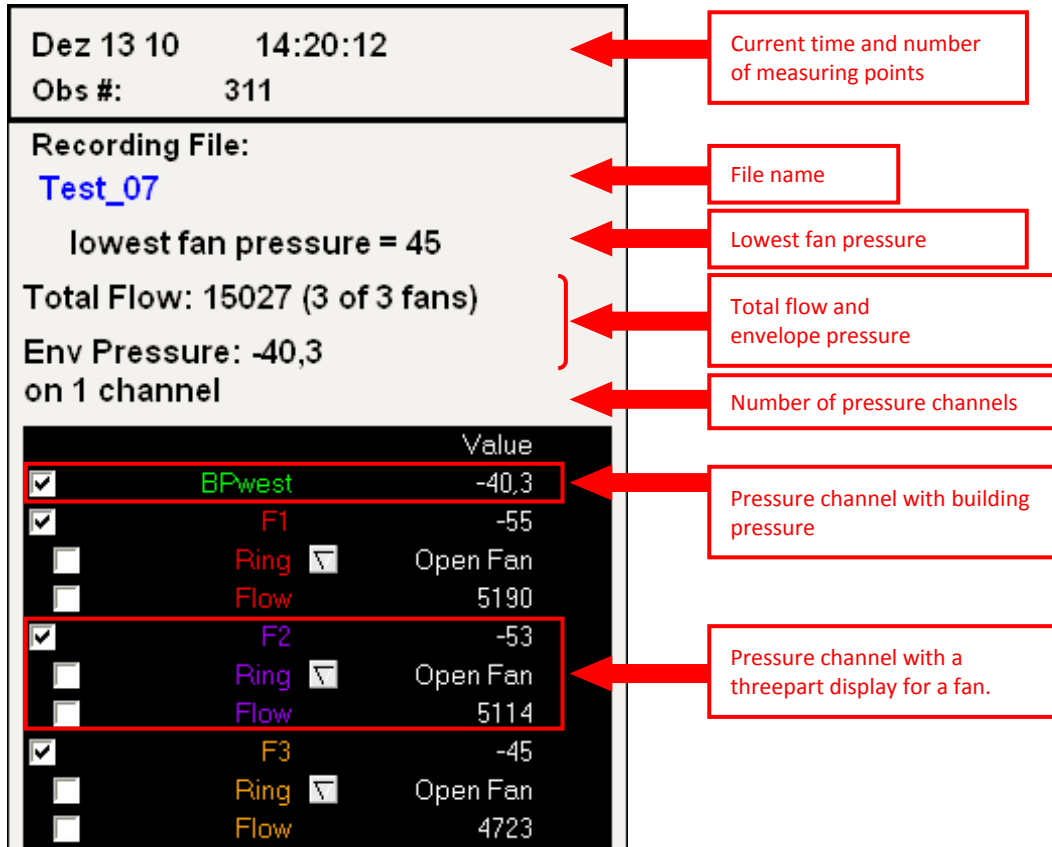 Dez 13 10 14:20:12
Obs #: 311
Current time and number
of measuring points
Recording File:
Test_07
File name
lowest fan pressure = 45
Lowest fan pressure
Total Flow: 15027 (3 of 3 fans)
Env Pressure: -40,3
Total flow and
envelope pressure
on 1 channel
Number of pressure channels
Value
BPwest -40,3
Pressure channel with building
pressure
F1 -55
Ring Open Fan
Flow 5190
F2 -53
Ring Open Fan
Flow 5114
Pressure channel with a
threepart display for a fan.
F3 -45
Ring Open Fan
Flow 4723